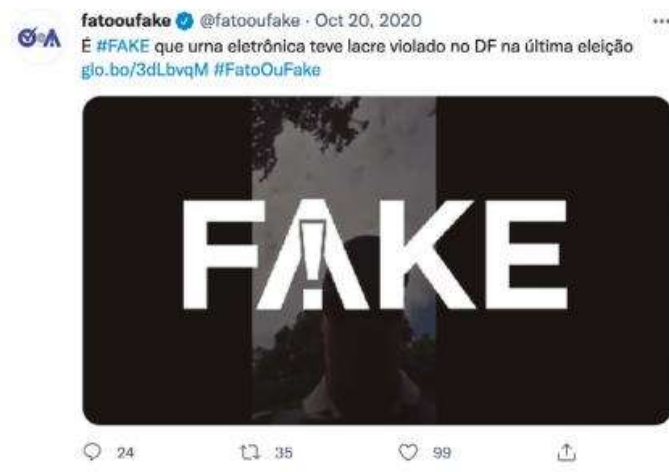 fatooufake @fatooufake · Oct 20, 2020
É #FAKE que urna eletrônica teve lacre violado no DF na última eleição
glo.bo/3dLbvqM #FatoOuFake
FAKE
24 35 99